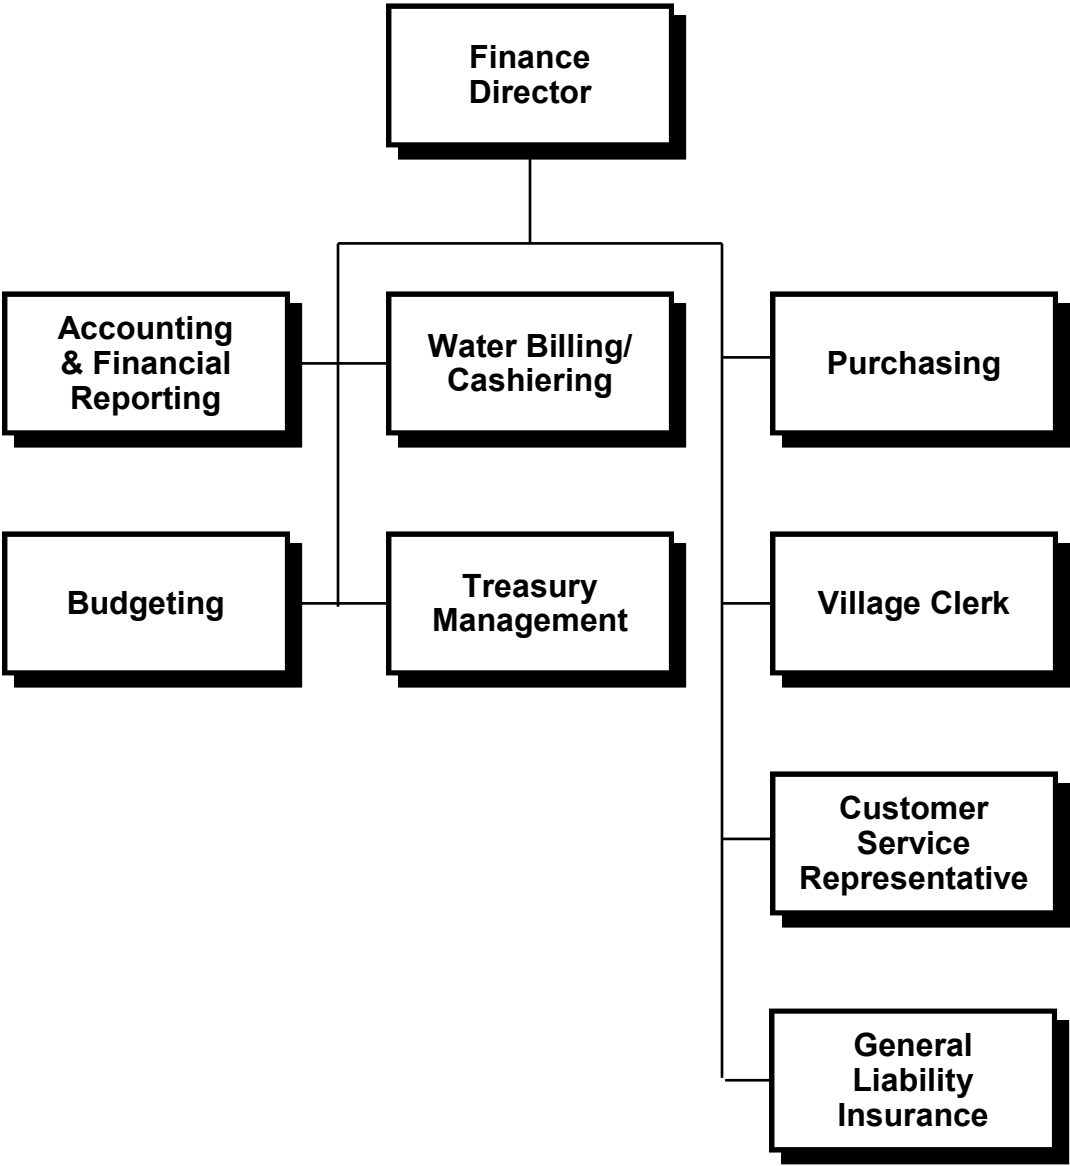 Finance
Director
Accounting
& Financial
Reporting
Water Billing/
Cashiering
Purchasing
Budgeting
Treasury
Management
Village Clerk
Customer
Service
Representative
General
Liability
Insurance